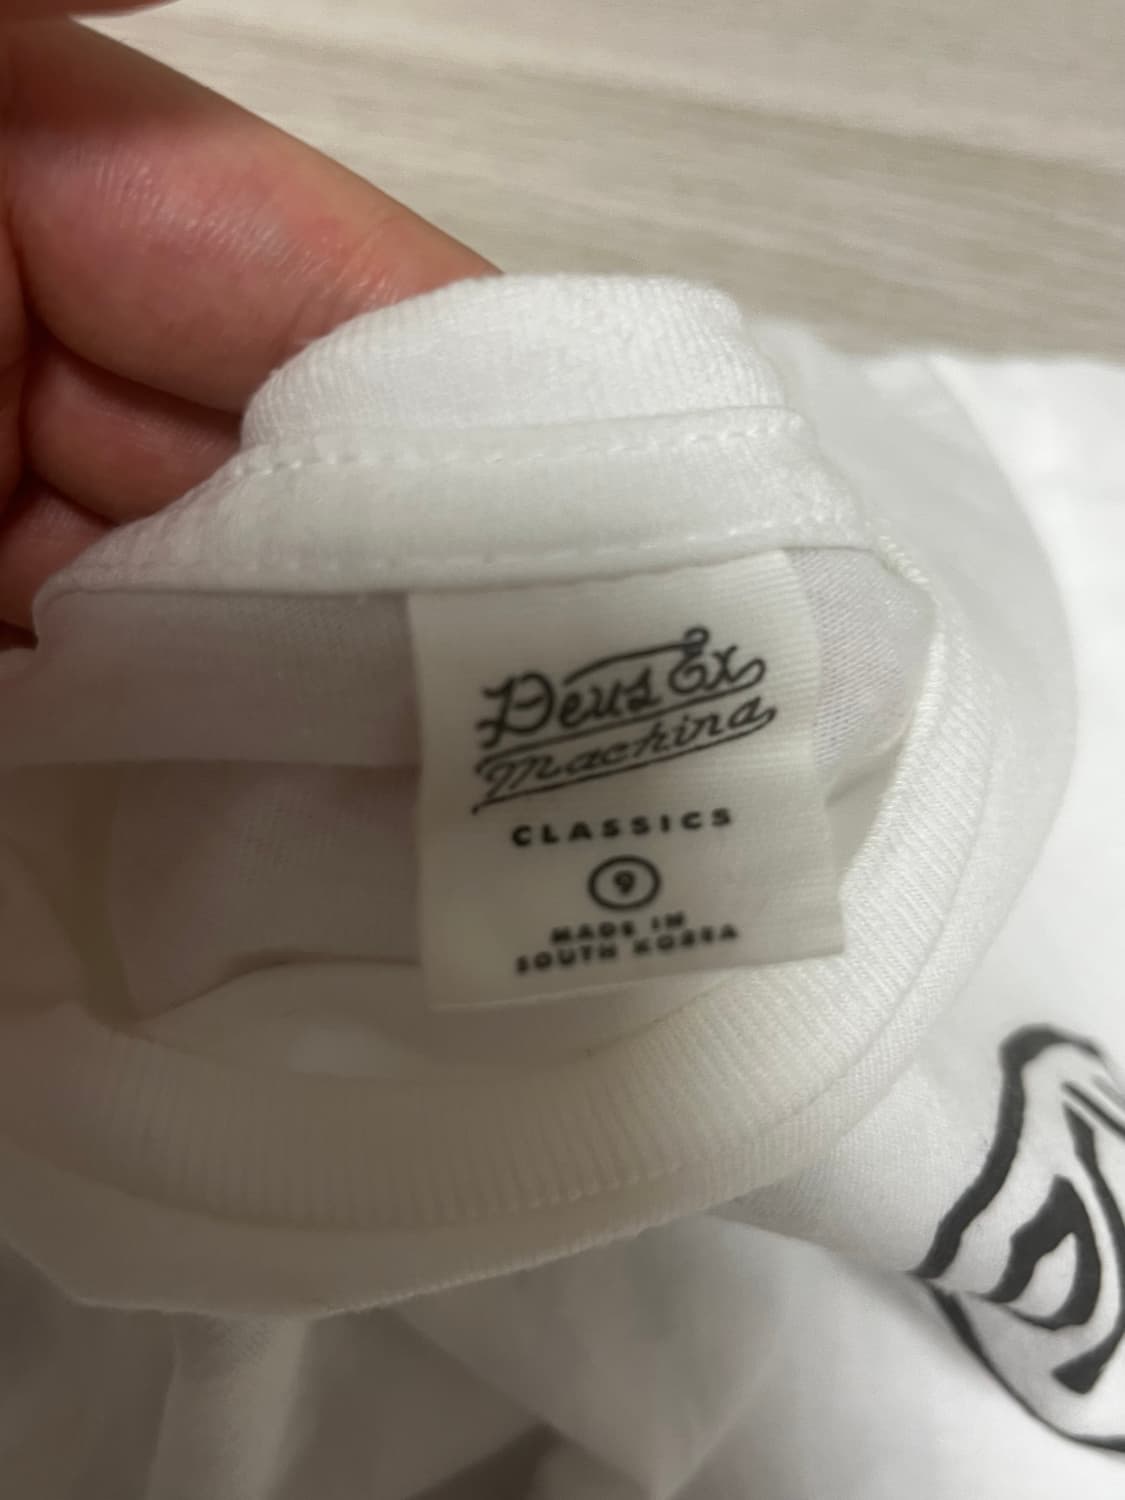 Deus Ex
Machina
CLASSICS
9
MADE IN
SOUTH KOREA